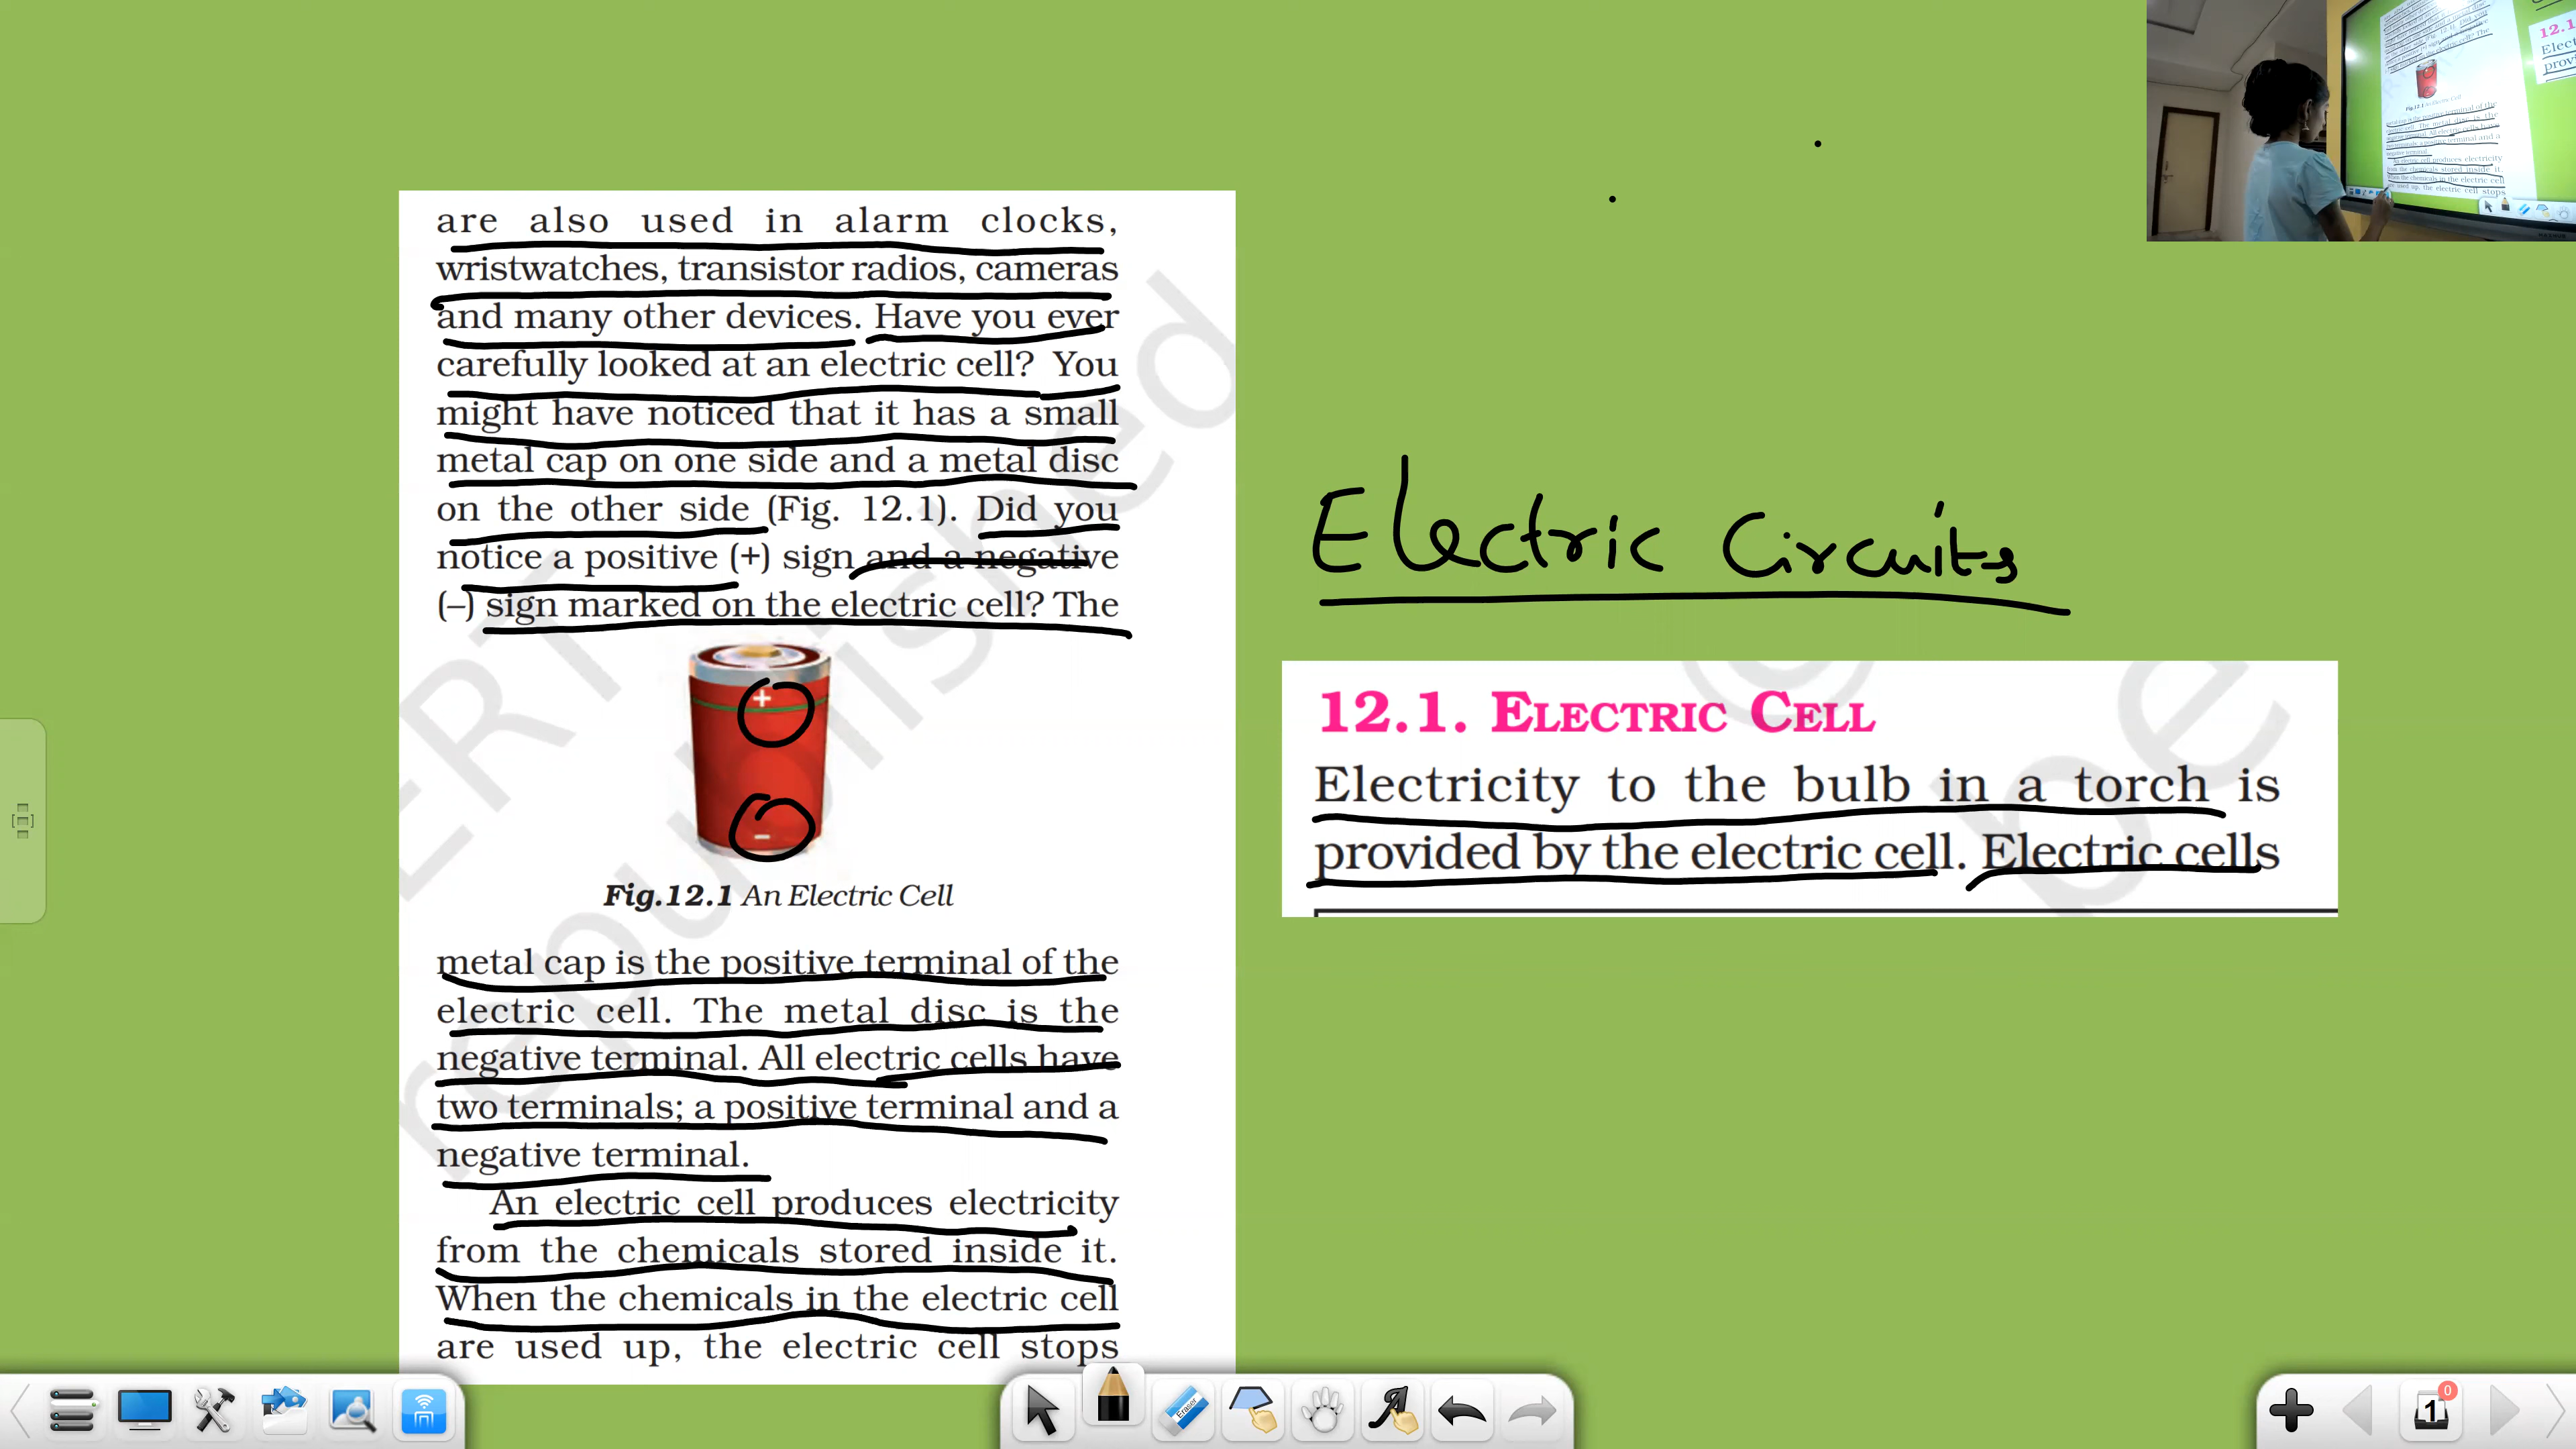 are also used in alarm clocks,
wristwatches, transistor radios, cameras
and many other devices. Have you ever
carefully looked at an electric cell? You
might have noticed that it has a small
metal cap on one side and a metal disc
on the other side (Fig. 12.1). Did you
notice a positive (+) sign and a negative
(–) sign marked on the electric cell? The
+
–
Fig.12.1 An Electric Cell
metal cap is the positive terminal of the
electric cell. The metal disc is the
negative terminal. All electric cells have
two terminals; a positive terminal and a
negative terminal.
An electric cell produces electricity
from the chemicals stored inside it.
When the chemicals in the electric cell
are used up, the electric cell stops
Electric Circuits
12.1. ELECTRIC CELL
Electricity to the bulb in a torch is
provided by the electric cell. Electric cells
republished
be
Eraser
1
0